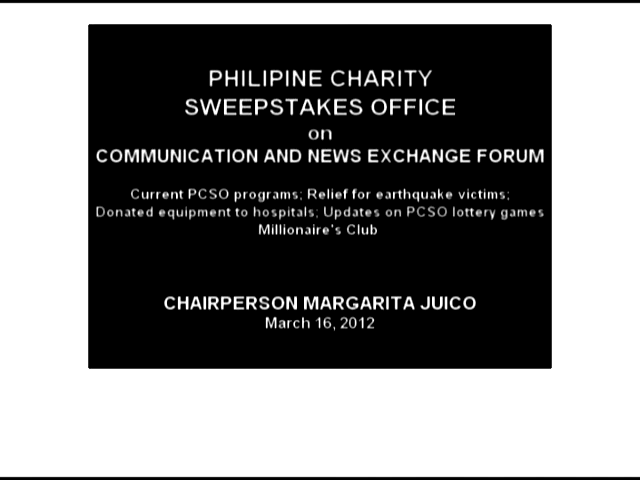 PHILIPINE CHARITY
SWEEPSTAKES OFFICE
on
COMMUNICATION AND NEWS EXCHANGE FORUM
Current PCSO programs; Relief for earthquake victims;
Donated equipment to hospitals; Updates on PCSO lottery games
Millionaire's Club
CHAIRPERSON MARGARITA JUICO
March 16, 2012